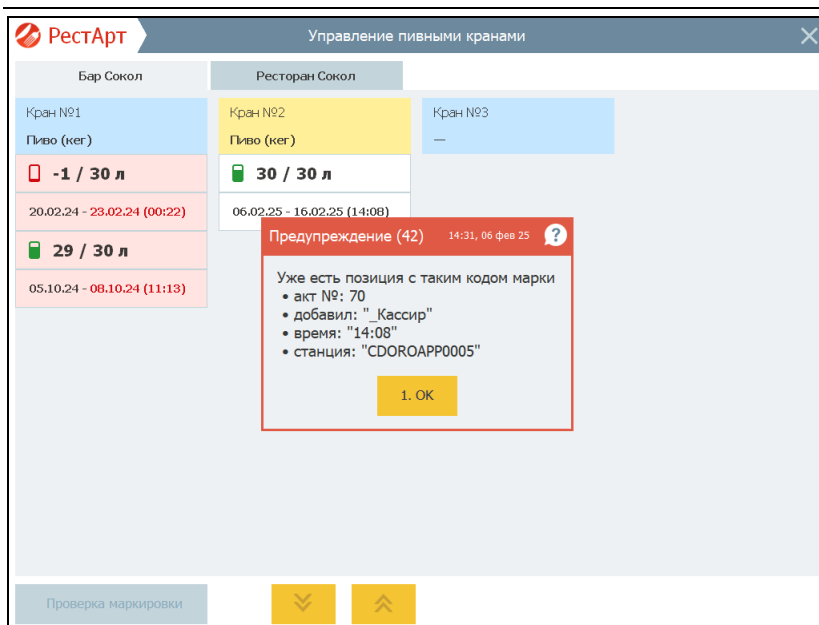 РестАрт
Управление пивными кранами
Бар Сокол
Ресторан Сокол
Кран №1
Пиво (кег)
-1 / 30 л
20.02.24 - 23.02.24 (00:22)
29 / 30 л
05.10.24 - 08.10.24 (11:13)
Кран №2
Пиво (кег)
30 / 30 л
06.02.25 - 16.02.25 (14:08)
Кран №3
—
Предупреждение (42) 14:31, 06 фев 25 ?
Уже есть позиция с таким кодом марки
• акт №: 70
• добавил: "_Кассир"
• время: "14:08"
• станция: "CDOROAPP0005"
1. OK
Проверка маркировки